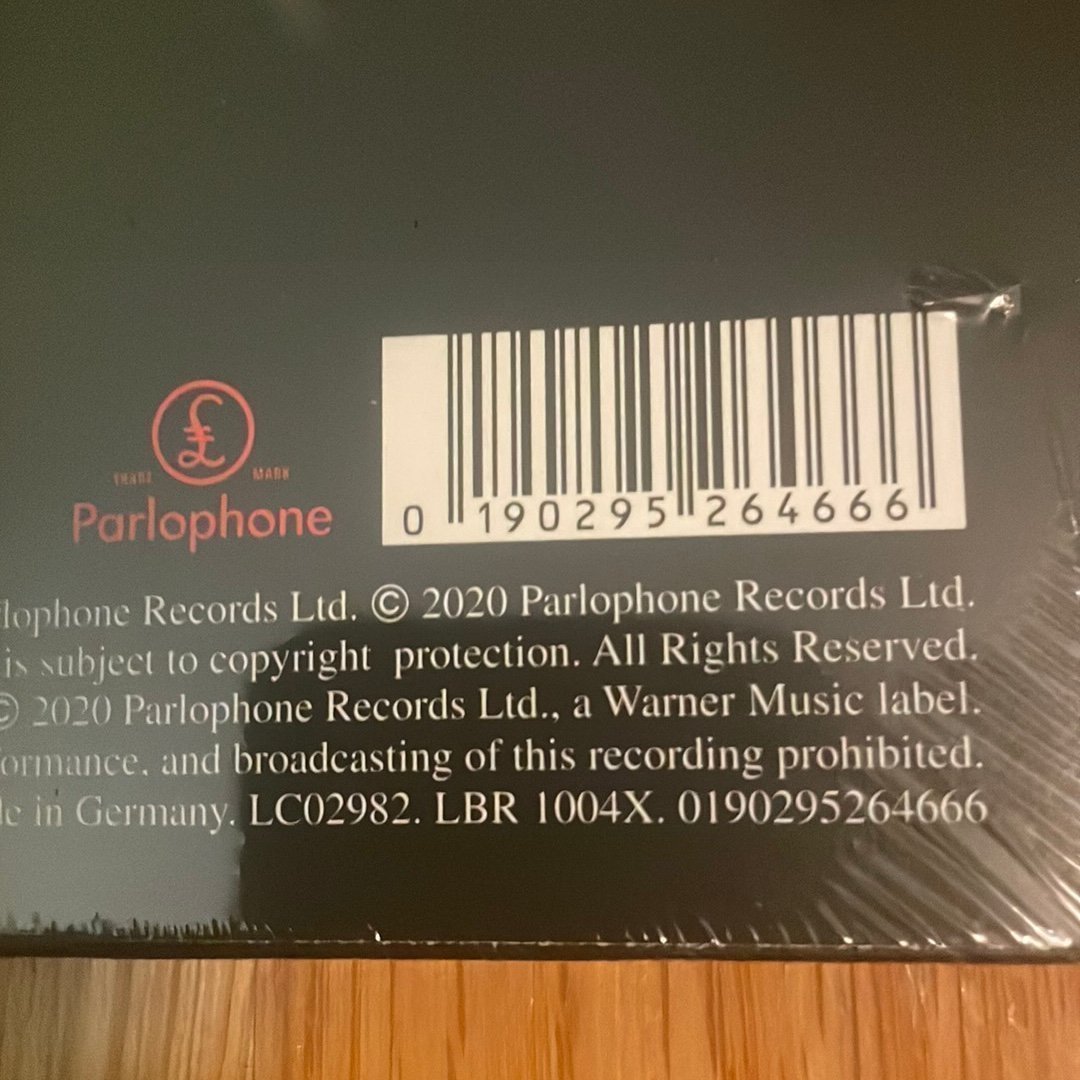 £
TRADE MARK
Parlophone
0 190295 264666
lophone Records Ltd. © 2020 Parlophone Records Ltd.
is subject to copyright protection. All Rights Reserved.
© 2020 Parlophone Records Ltd., a Warner Music label.
ormance, and broadcasting of this recording prohibited.
de in Germany. LC02982. LBR 1004X. 0190295264666